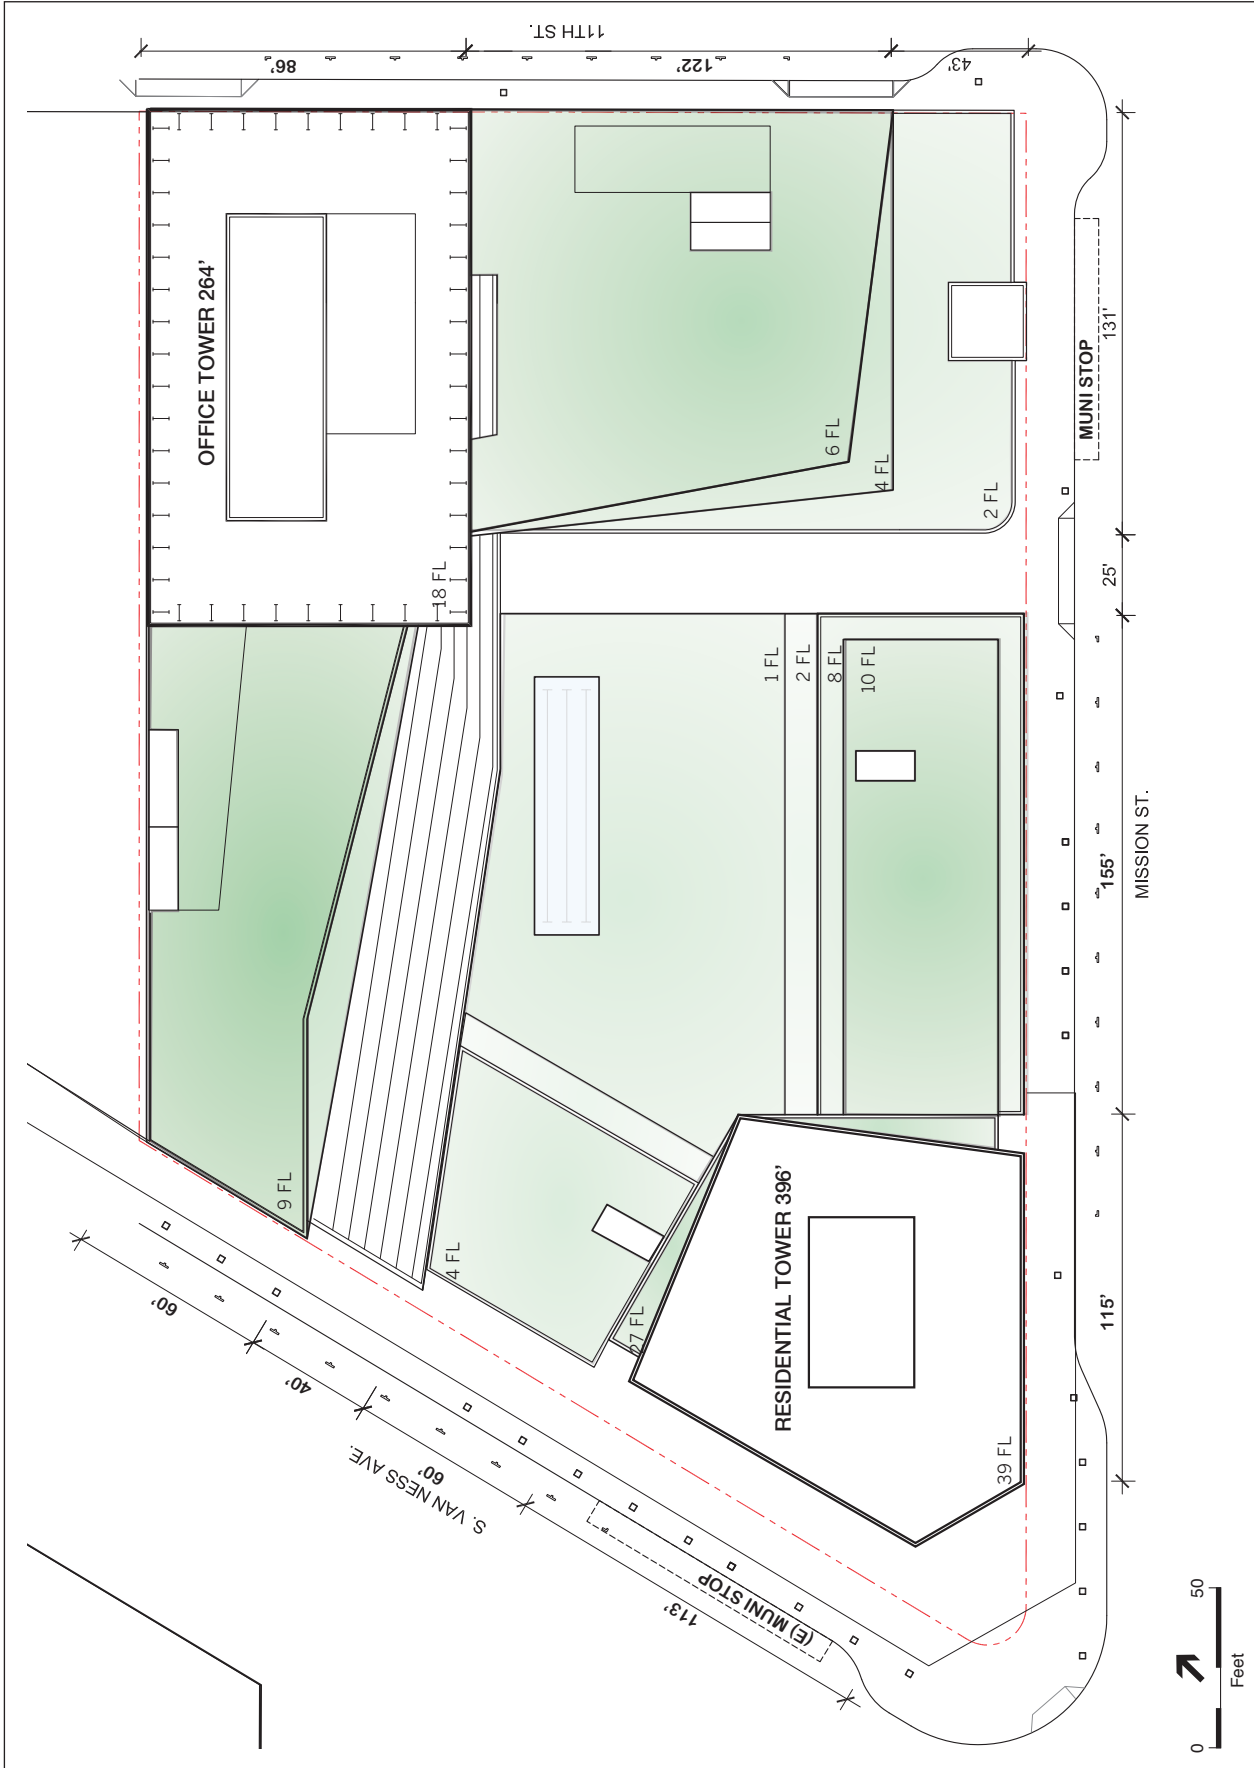 11TH ST.
86'
122'
43'
OFFICE TOWER 264'
18 FL
6 FL
4 FL
2 FL
MUNI STOP
131'
25'
1 FL
2 FL
8 FL
10 FL
155'
MISSION ST.
9 FL
4 FL
27 FL
RESIDENTIAL TOWER 396'
39 FL
115'
60'
40'
60'
S. VAN NESS AVE.
(E) MUNI STOP
113'
0 50
Feet